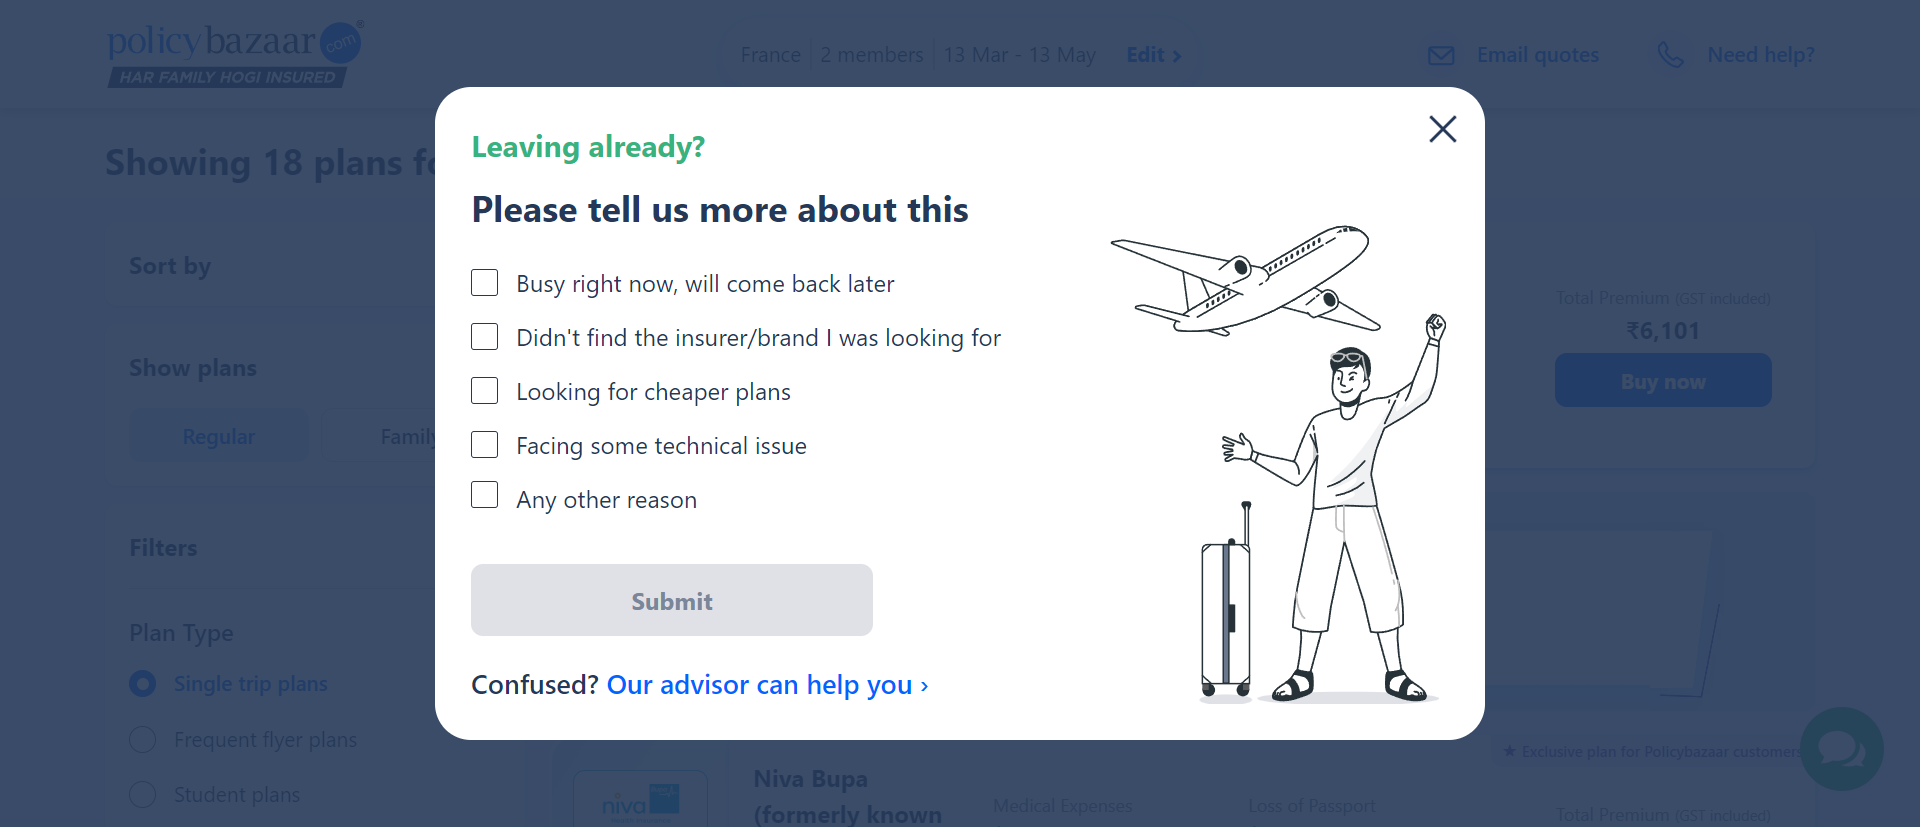 policybazaar.com®
HAR FAMILY HOGI INSURED
France 2 members 13 Mar - 13 May Edit ›
Email quotes
Need help?
Showing 18 plans
Leaving already?
Please tell us more about this
Busy right now, will come back later
Didn't find the insurer/brand I was looking for
Looking for cheaper plans
Facing some technical issue
Any other reason
Submit
Confused? Our advisor can help you ›
Sort by
Show plans
Regular
Family
Filters
Plan Type
Single trip plans
Frequent flyer plans
Student plans
Total Premium (GST included)
₹6,101
Buy now
★ Exclusive plan for Policybazaar customers
niva
Niva Bupa
(formerly known
Medical Expenses
Loss of Passport
Total Premium (GST included)